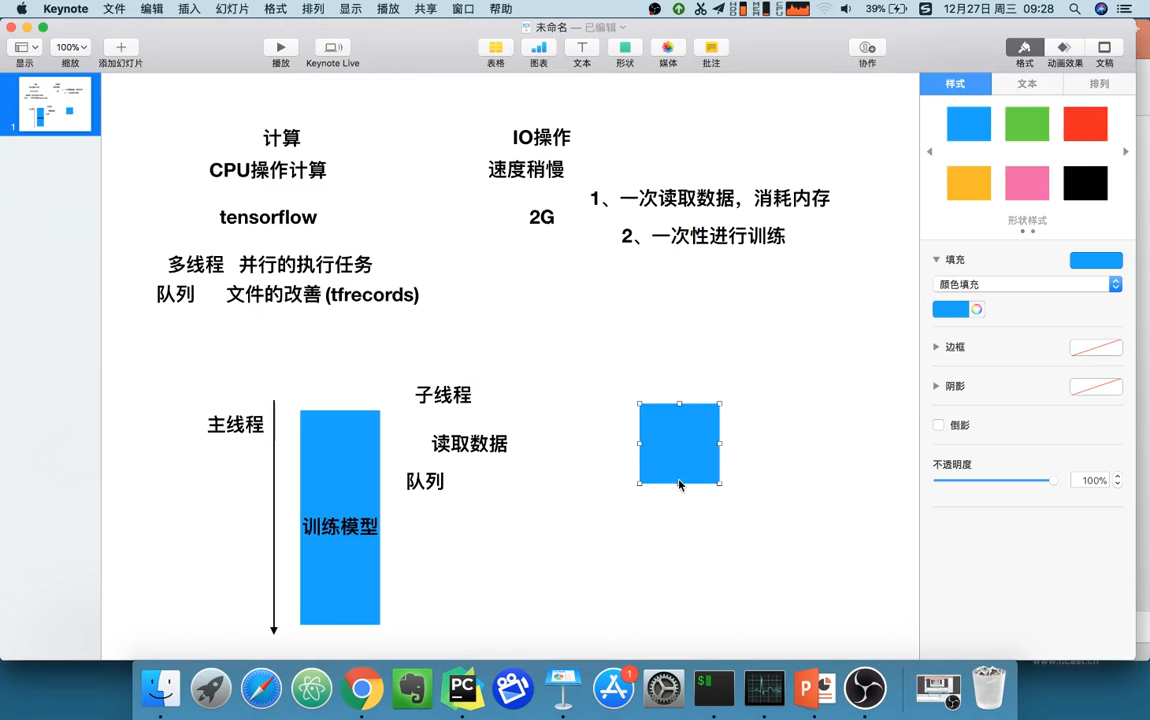 Keynote 文件 编辑 插入 幻灯片 格式 排列 显示 播放 共享 窗口 帮助 39% 12月27日 周三 09:28
未命名 — 已编辑
100%
显示 缩放 添加幻灯片 播放 Keynote Live 表格 图表 文本 形状 媒体 批注 协作 格式 动画效果 文稿
样式 文本 排列
1
计算
IO操作
CPU操作计算
速度稍慢
1、一次读取数据，消耗内存
tensorflow
2G
2、一次性进行训练
多线程 并行的执行任务
队列 文件的改善 (tfrecords)
子线程
主线程
读取数据
队列
训练模型
形状样式
填充
颜色填充
边框
阴影
倒影
不透明度
100%
PC
1
$
P
www.itcast.cn